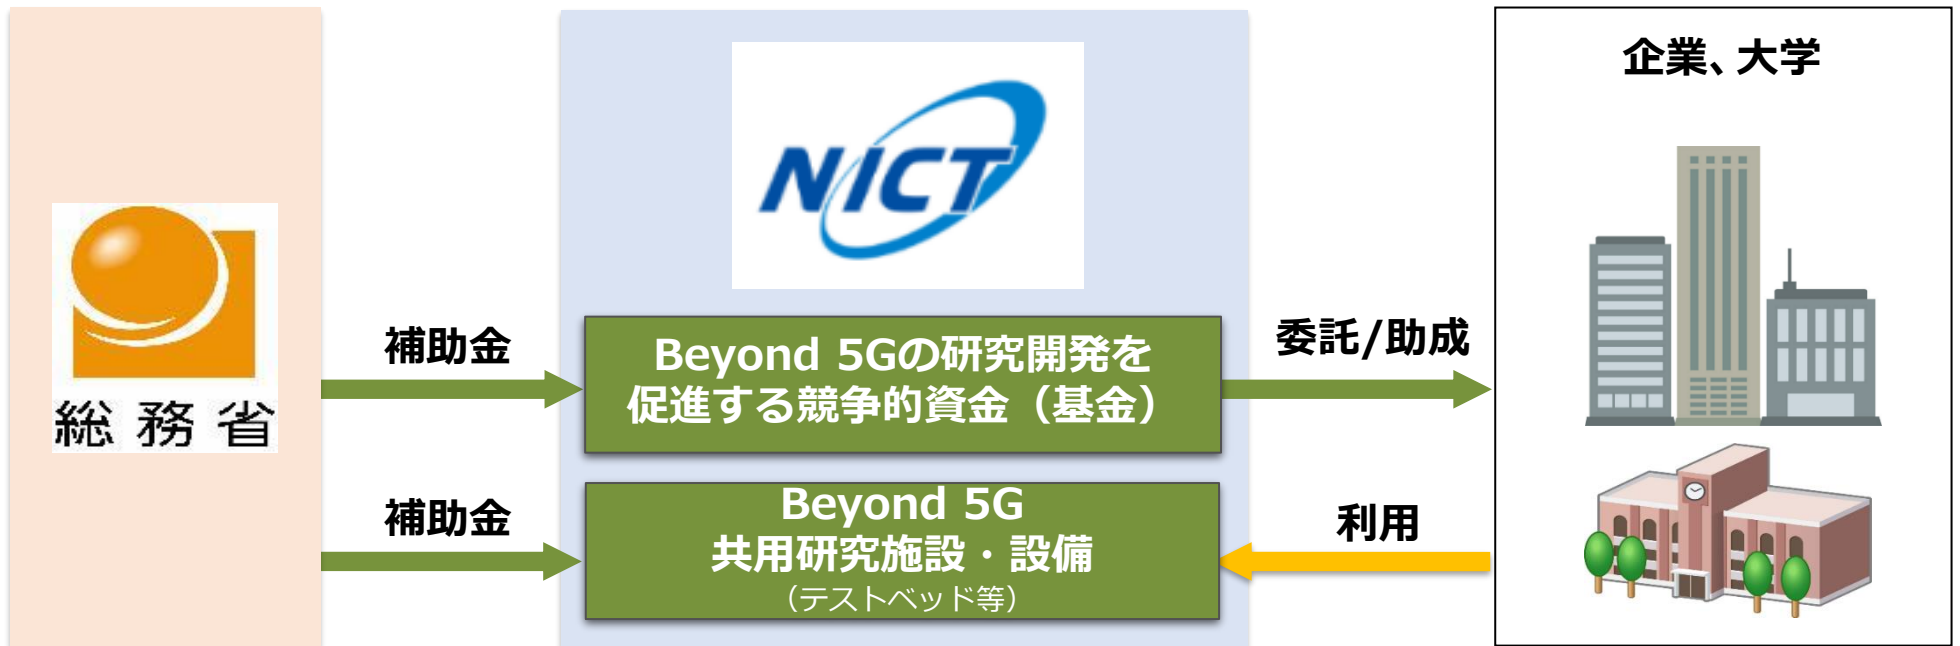 企業、大学
NICT
総務省
補助金
Beyond 5Gの研究開発を
促進する競争的資金（基金）
委託/助成
補助金
Beyond 5G
共用研究施設・設備
（テストベッド等）
利用